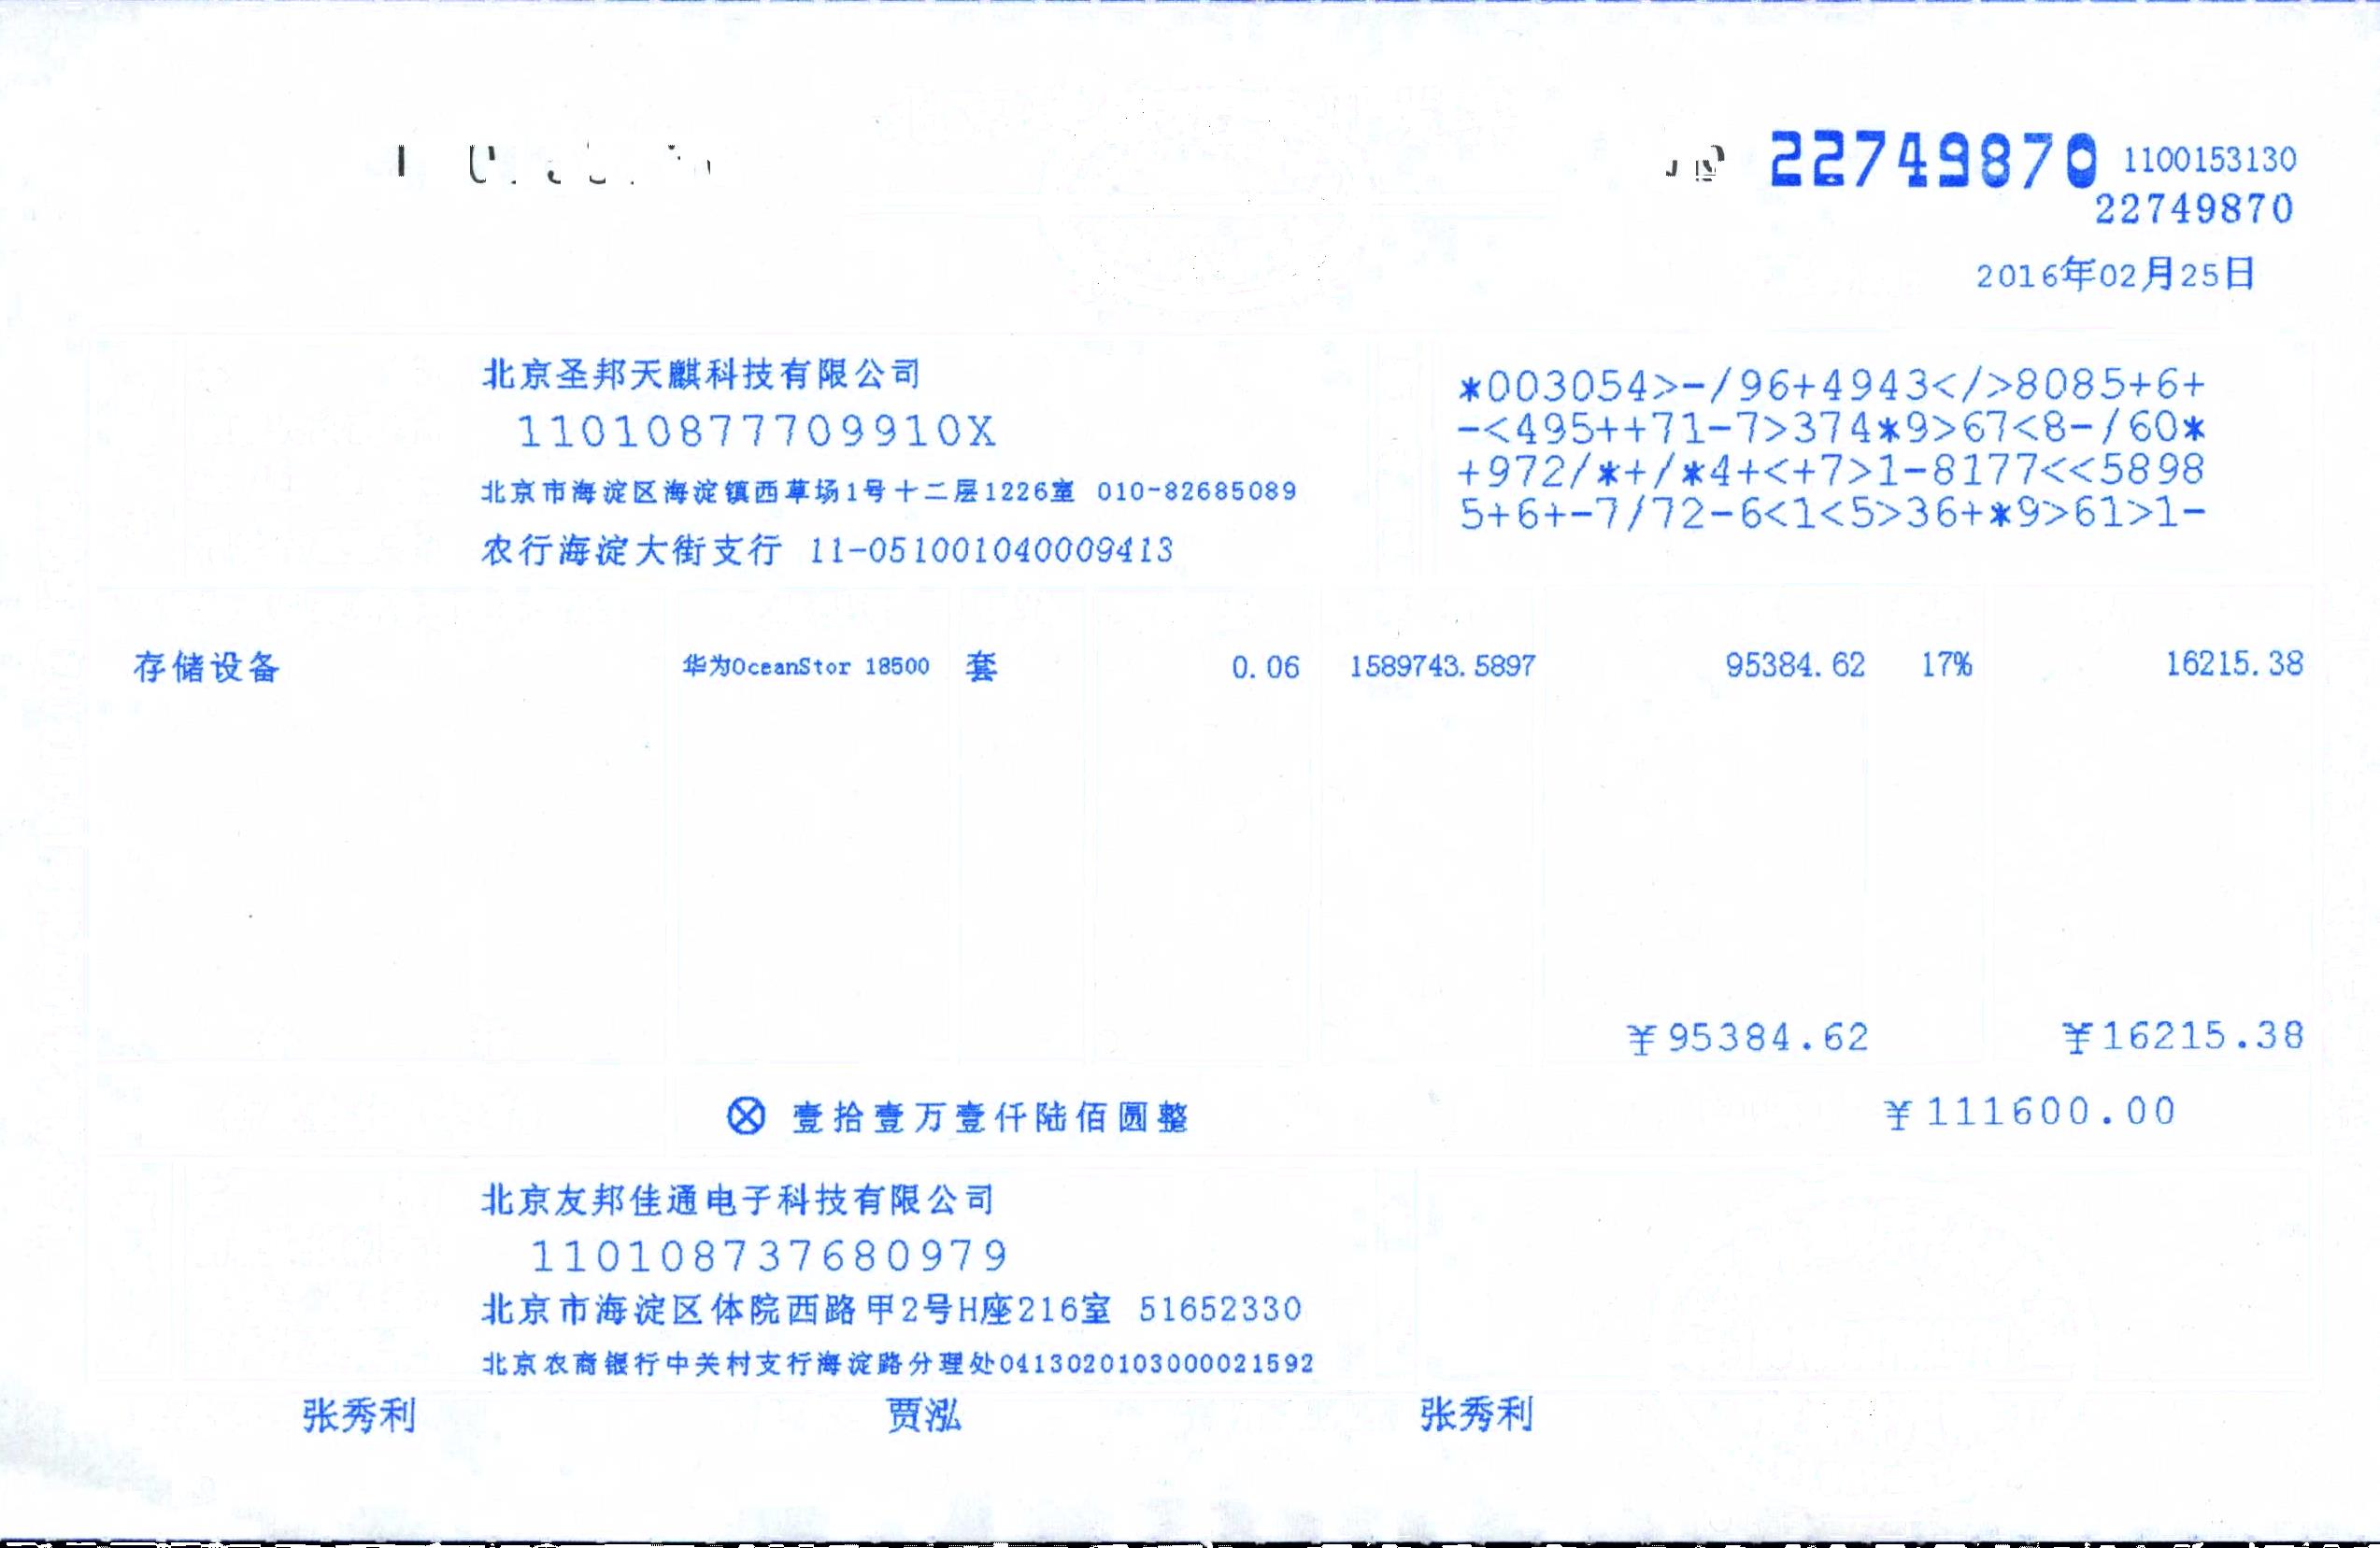 22749870 1100153130
22749870
2016年02月25日
北京圣邦天麒科技有限公司
11010877709910X
北京市海淀区海淀镇西草场1号十二层1226室 010-82685089
农行海淀大街支行 11-051001040009413
*003054>-/96+4943</>8085+6+
-<495++71-7>374*9>67<8-/60*
+972/*+/*4+<+7>1-8177<<5898
5+6+-7/72-6<1<5>36+*9>61>1-
存储设备 华为OceanStor 18500 套 0.06 1589743.5897 95384.62 17% 16215.38
¥95384.62 ¥16215.38
⊗ 壹拾壹万壹仟陆佰圆整 ¥111600.00
北京友邦佳通电子科技有限公司
110108737680979
北京市海淀区体院西路甲2号H座216室 51652330
北京农商银行中关村支行海淀路分理处0413020103000021592
张秀利 贾泓 张秀利